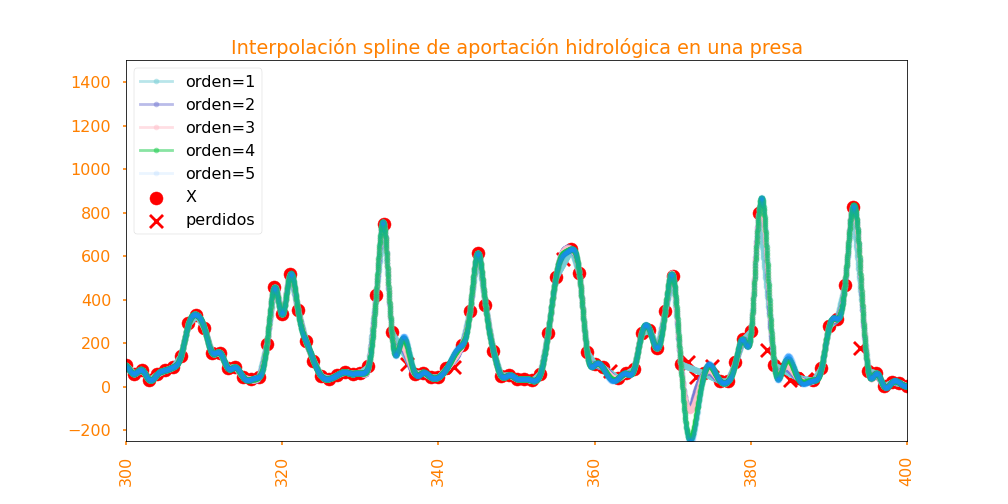 Interpolación spline de aportación hidrológica en una presa
1400
1200
1000
800
600
400
200
0
−200
orden=1
orden=2
orden=3
orden=4
orden=5
X
perdidos
300
320
340
360
380
400